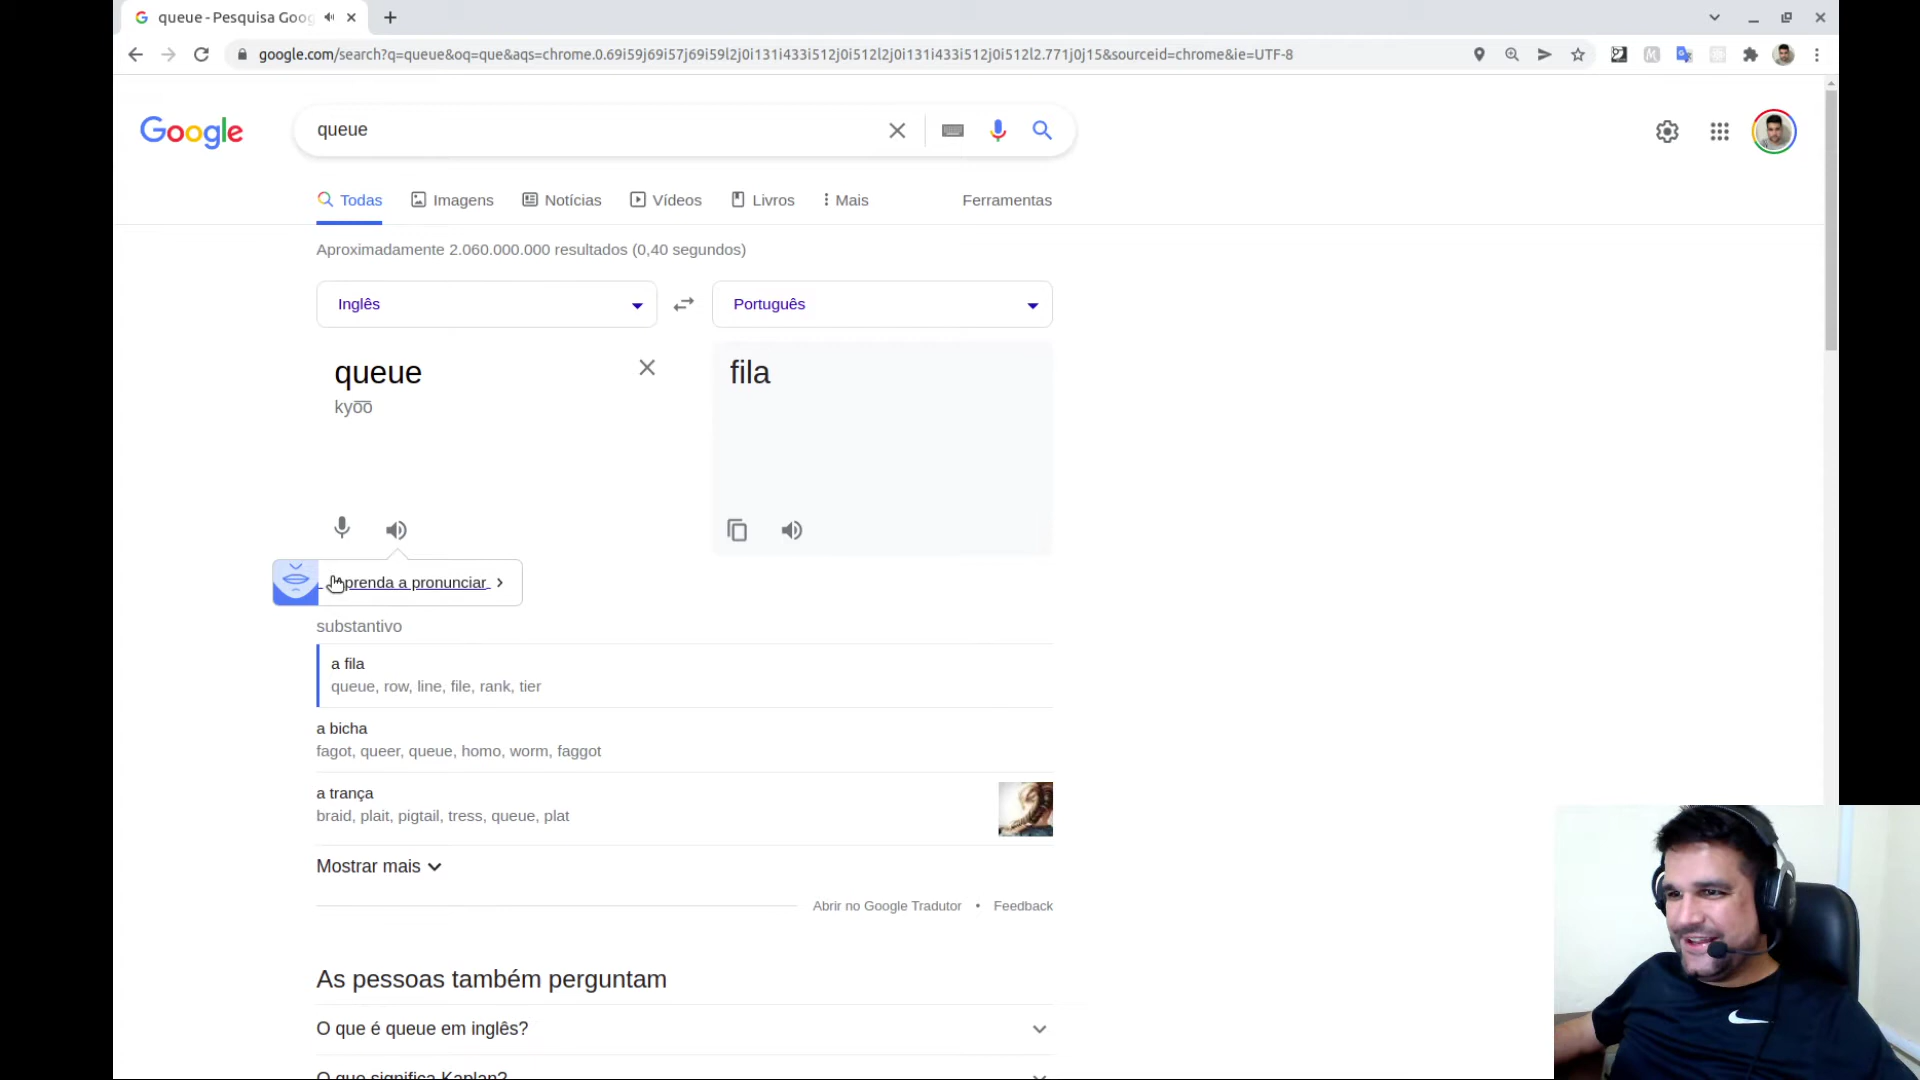 queue - Pesquisa Goog
google.com/search?q=queue&oq=que&aqs=chrome.0.69i59j69i57j69i59l2j0i131i433i512j0i512l2j0i131i433i512j0i512l2.771j0j15&sourceid=chrome&ie=UTF-8
Google
queue
Todas
Imagens
Notícias
Vídeos
Livros
Mais
Ferramentas
Aproximadamente 2.060.000.000 resultados (0,40 segundos)
Inglês
Português
queue
fila
kyo͞o
prenda a pronunciar
substantivo
a fila
queue, row, line, file, rank, tier
a bicha
fagot, queer, queue, homo, worm, faggot
a trança
braid, plait, pigtail, tress, queue, plat
Mostrar mais
Abrir no Google Tradutor • Feedback
As pessoas também perguntam
O que é queue em inglês?
O que significa Kaplan?